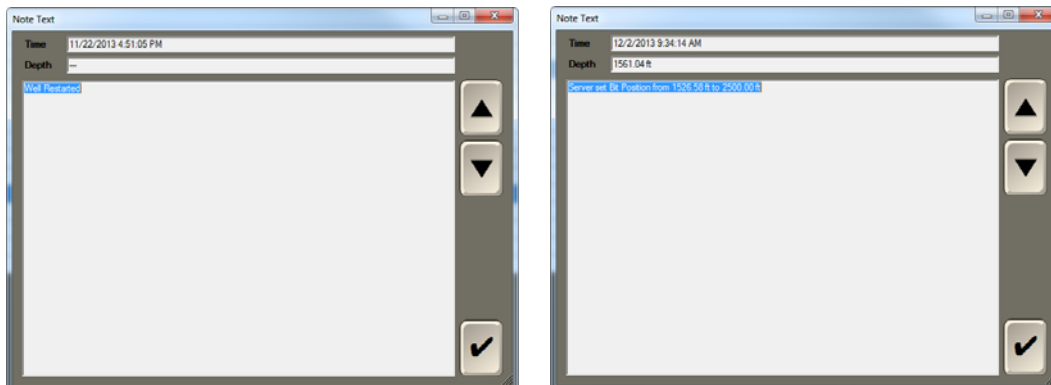 Note Text
Time 11/22/2013 4:51:05 PM
Depth ---
Well Restarted
Note Text
Time 12/2/2013 9:34:14 AM
Depth 1561.04 ft
Server set Bit Position from 1526.58 ft to 2500.00 ft